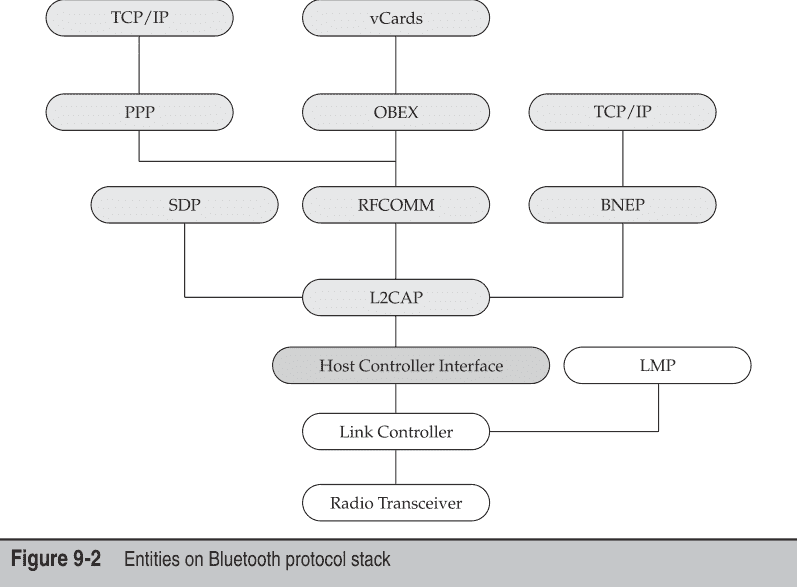 TCP/IP
vCards
PPP
OBEX
TCP/IP
SDP
RFCOMM
BNEP
L2CAP
Host Controller Interface
LMP
Link Controller
Radio Transceiver
Figure 9-2 Entities on Bluetooth protocol stack